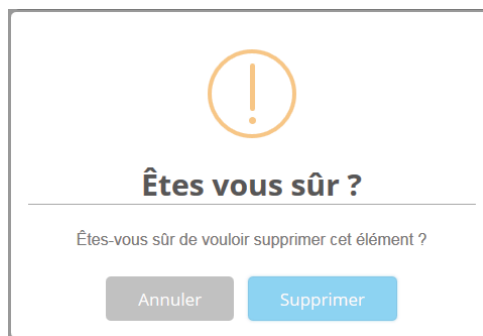 Êtes vous sûr ?
Êtes-vous sûr de vouloir supprimer cet élément ?
Annuler
Supprimer